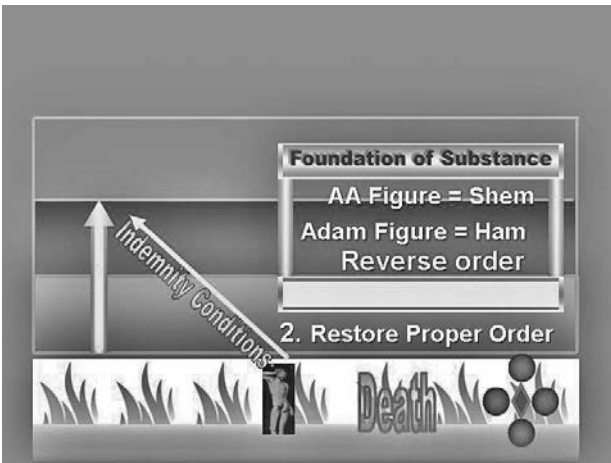 Foundation of Substance
AA Figure = Shem
Adam Figure = Ham
Reverse order
Indemnity Conditions
2. Restore Proper Order
Death